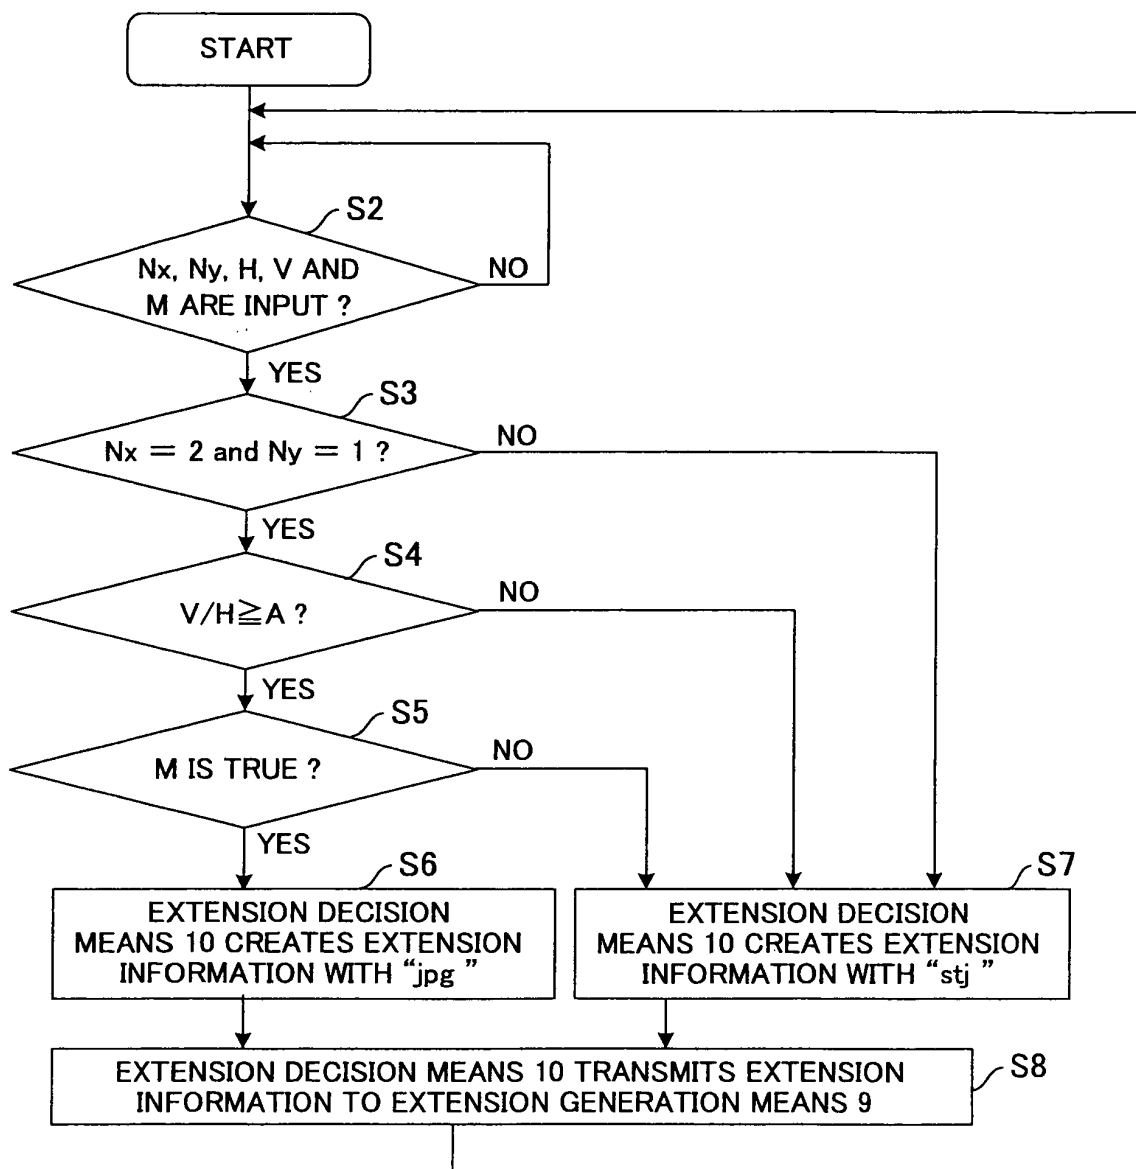 START
S2
Nx, Ny, H, V AND
M ARE INPUT ?
NO
YES
S3
Nx = 2 and Ny = 1 ?
NO
YES
S4
V/H≧A ?
NO
YES
S5
M IS TRUE ?
NO
YES
S6
EXTENSION DECISION
MEANS 10 CREATES EXTENSION
INFORMATION WITH “jpg ”
S7
EXTENSION DECISION
MEANS 10 CREATES EXTENSION
INFORMATION WITH “stj ”
EXTENSION DECISION MEANS 10 TRANSMITS EXTENSION
INFORMATION TO EXTENSION GENERATION MEANS 9
S8